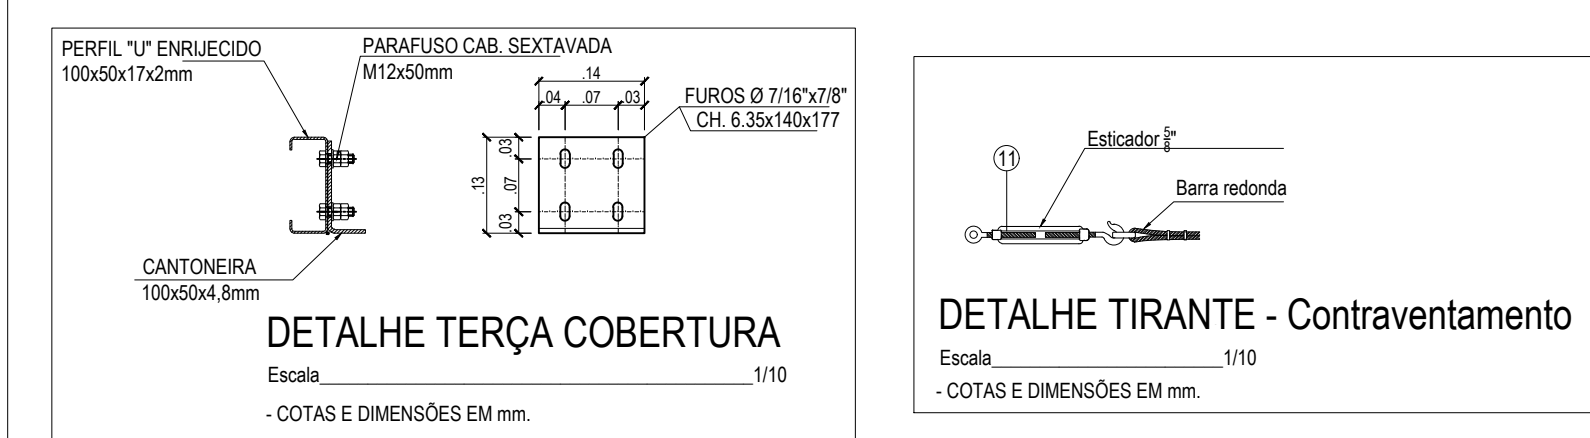 PERFIL "U" ENRIJECIDO
100x50x17x2mm
PARAFUSO CAB. SEXTAVADA
M12x50mm
.14
.04 .07 .03
FUROS Ø 7/16"x7/8"
CH. 6.35x140x177
.13
.03
.07
.03
CANTONEIRA
100x50x4,8mm
DETALHE TERÇA COBERTURA
Escala 1/10
- COTAS E DIMENSÕES EM mm.
11
Esticador 5/8"
Barra redonda
DETALHE TIRANTE - Contraventamento
Escala 1/10
- COTAS E DIMENSÕES EM mm.